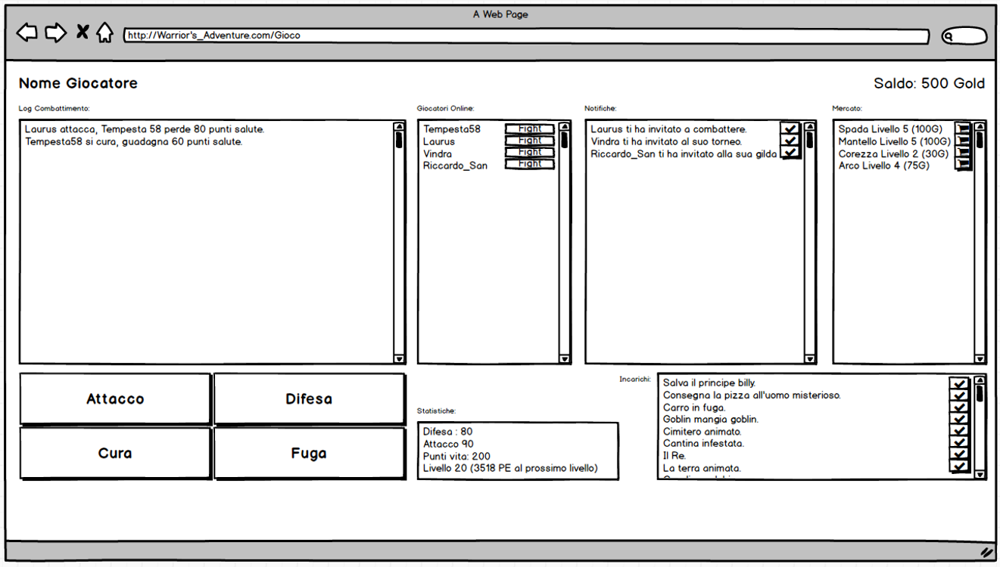 A Web Page
http://Warrior's_Adventure.com/Gioco
Nome Giocatore
Saldo: 500 Gold
Log Combattimento:
Laurus attacca, Tempesta 58 perde 80 punti salute.
Tempesta58 si cura, guadagna 60 punti salute.
Giocatori Online:
Tempesta58 Fight
Laurus Fight
Vindra Fight
Riccardo_San Fight
Notifiche:
Laurus ti ha invitato a combattere.
Vindra ti ha invitato al suo torneo.
Riccardo_San ti ha invitato alla sua gilda
Mercato:
Spada Livello 5 (100G)
Mantello Livello 5 (100G)
Corezza Livello 2 (30G)
Arco Livello 4 (75G)
Attacco
Difesa
Cura
Fuga
Statistiche:
Difesa : 80
Attacco 90
Punti vita: 200
Livello 20 (3518 PE al prossimo livello)
Incarichi:
Salva il principe billy.
Consegna la pizza all'uomo misterioso.
Carro in fuga.
Goblin mangia goblin.
Cimitero animato.
Cantina infestata.
Il Re.
La terra animata.